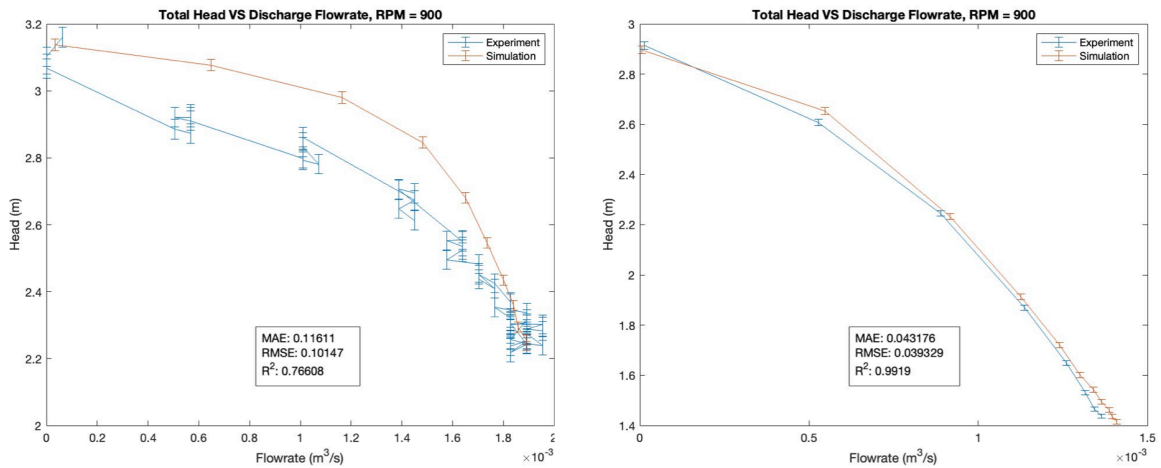 Total Head VS Discharge Flowrate, RPM = 900
Experiment
Simulation
Head (m)
3.2
3
2.8
2.6
2.4
2.2
2
MAE: 0.11611
RMSE: 0.10147
R²: 0.76608
0 0.2 0.4 0.6 0.8 1 1.2 1.4 1.6 1.8 2
Flowrate (m³/s)
×10⁻³
Total Head VS Discharge Flowrate, RPM = 900
Experiment
Simulation
Head (m)
3
2.8
2.6
2.4
2.2
2
1.8
1.6
1.4
MAE: 0.043176
RMSE: 0.039329
R²: 0.9919
0 0.5 1 1.5
Flowrate (m³/s)
×10⁻³